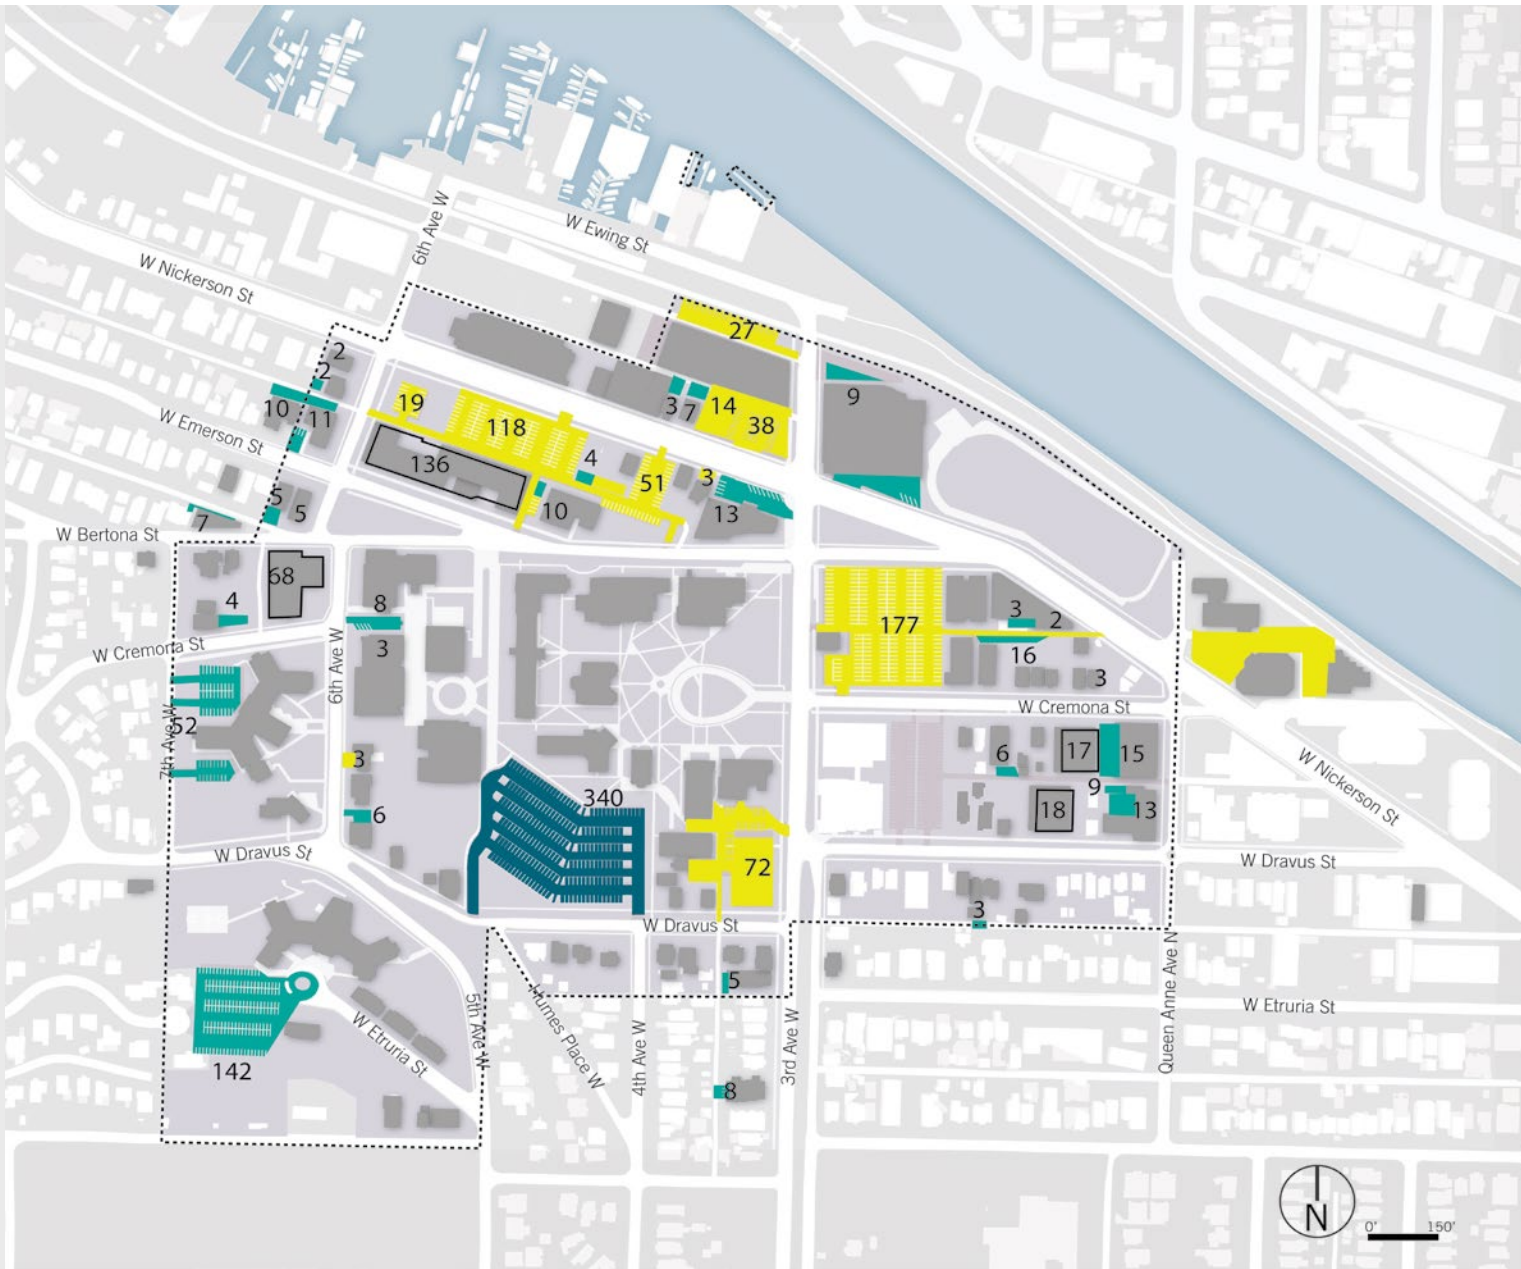 W Ewing St
6th Ave W
W Nickerson St
27
2
2
10
11
19
118
3
7
14
38
9
W Emerson St
136
4
51
3
5
5
10
13
7
W Bertona St
68
4
8
3
2
177
16
3
W Cremona St
6th Ave W
3
W Cremona St
52
7th Ave W
3
6
17
15
W Nickerson St
340
9
6
18
13
W Dravus St
72
W Dravus St
3
W Dravus St
5
Queen Anne Ave N
142
W Etruria St
5th Ave W
Humes Place W
4th Ave W
3rd Ave W
W Etruria St
8
N
0'
150'